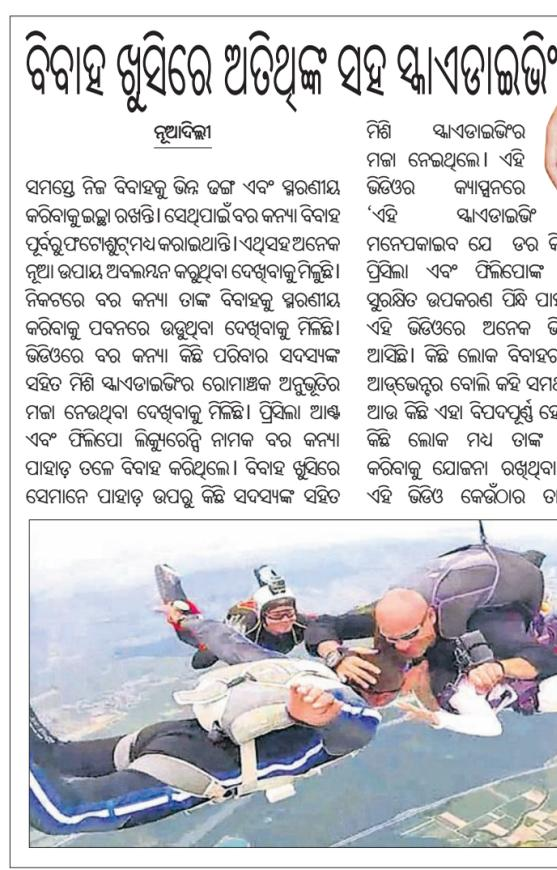 ବିବାହ ଖୁସିରେ ଅତିଥିଙ୍କ ସହ ସ୍କାଏଡାଇଭିଂ
ନୂଆଦିଲ୍ଲୀ
ସମସ୍ତେ ନିଜ ବିବାହକୁ ଭିନ୍ନ ଢଙ୍ଗ ଏବଂ ସ୍ମରଣୀୟ
କରିବାକୁ ଇଚ୍ଛା ରଖନ୍ତି। ସେଥିପାଇଁ ବର କନ୍ୟା ବିବାହ
ପୂର୍ବରୁ ଫଟୋଶୁଟ୍ ମଧ୍ୟ କରାଇଥାନ୍ତି। ଏଥିସହ ଅନେକ
ନୂଆ ଉପାୟ ଅବଲମ୍ବନ କରୁଥିବା ଦେଖିବାକୁ ମିଳୁଛି।
ନିକଟରେ ବର କନ୍ୟା ତାଙ୍କ ବିବାହକୁ ସ୍ମରଣୀୟ
କରିବାକୁ ପବନରେ ଉଡୁଥିବା ଦେଖିବାକୁ ମିଳିଛି।
ଭିଡିଓରେ ବର କନ୍ୟା କିଛି ପରିବାର ସଦସ୍ୟଙ୍କ
ସହିତ ମିଶି ସ୍କାଏଡାଇଭିଂର ରୋମାଞ୍ଚକ ଅନୁଭୂତିର
ମଜା ନେଉଥିବା ଦେଖିବାକୁ ମିଳିଛି। ପ୍ରିସିଲା ଆଣ୍ଟ
ଏବଂ ଫିଲିପୋ ଲିକ୍ୟୁରେନ୍ସି ନାମକ ବର କନ୍ୟା
ପାହାଡ଼ ତଳେ ବିବାହ କରିଥିଲେ। ବିବାହ ଖୁସିରେ
ସେମାନେ ପାହାଡ଼ ଉପରୁ କିଛି ସଦସ୍ୟଙ୍କ ସହିତ
ମିଶି ସ୍କାଏଡାଇଭିଂର
ମଜା ନେଇଥିଲେ। ଏହି
ଭିଡିଓର କ୍ୟାପ୍ସନରେ
‘ଏହି ସ୍କାଏଡାଇଭିଂ
ମନେପକାଇବ ଯେ ଡର
ପ୍ରିସିଲା ଏବଂ ଫିଲିପୋଙ୍କ
ସୁରକ୍ଷିତ ଉପକରଣ ପିନ୍ଧି
ଏହି ଭିଡିଓରେ ଅନେକ
ଆସିଛି। କିଛି ଲୋକ
ଆଡ୍‌ଭେନ୍ଚର ବୋଲି କହି
ଆଉ କିଛି ଏହା ବିପଦପୂର୍ଣ୍ଣ
କିଛି ଲୋକ ମଧ୍ୟ ତାଙ୍କ
କରିବାକୁ ଯୋଜନା ରଖିଥିବା
ଏହି ଭିଡିଓ କେଉଁଠାର